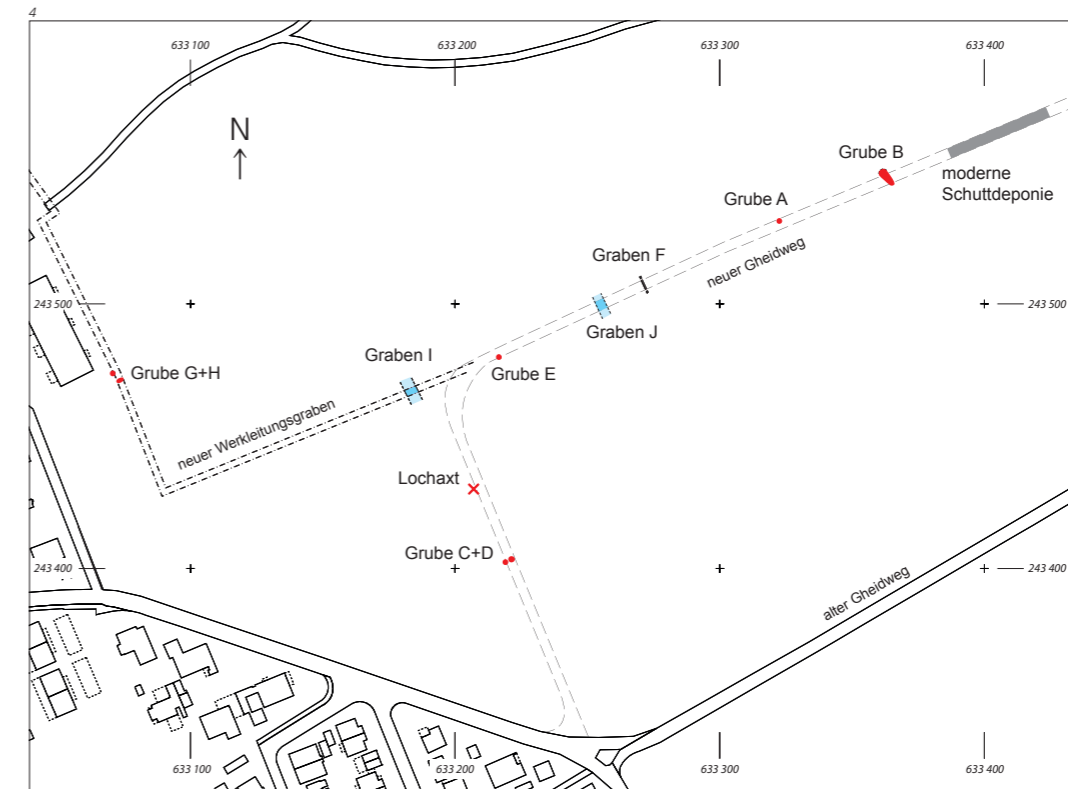 4
633 100
633 200
633 300
633 400
N
Grube B
moderne
Schuttdeponie
Grube A
neuer Gheidweg
Graben F
243 500
243 500
Graben J
Graben I
Grube E
Grube G+H
neuer Werkleitungsgraben
Lochaxt
Grube C+D
243 400
243 400
alter Gheidweg
633 100
633 200
633 300
633 400